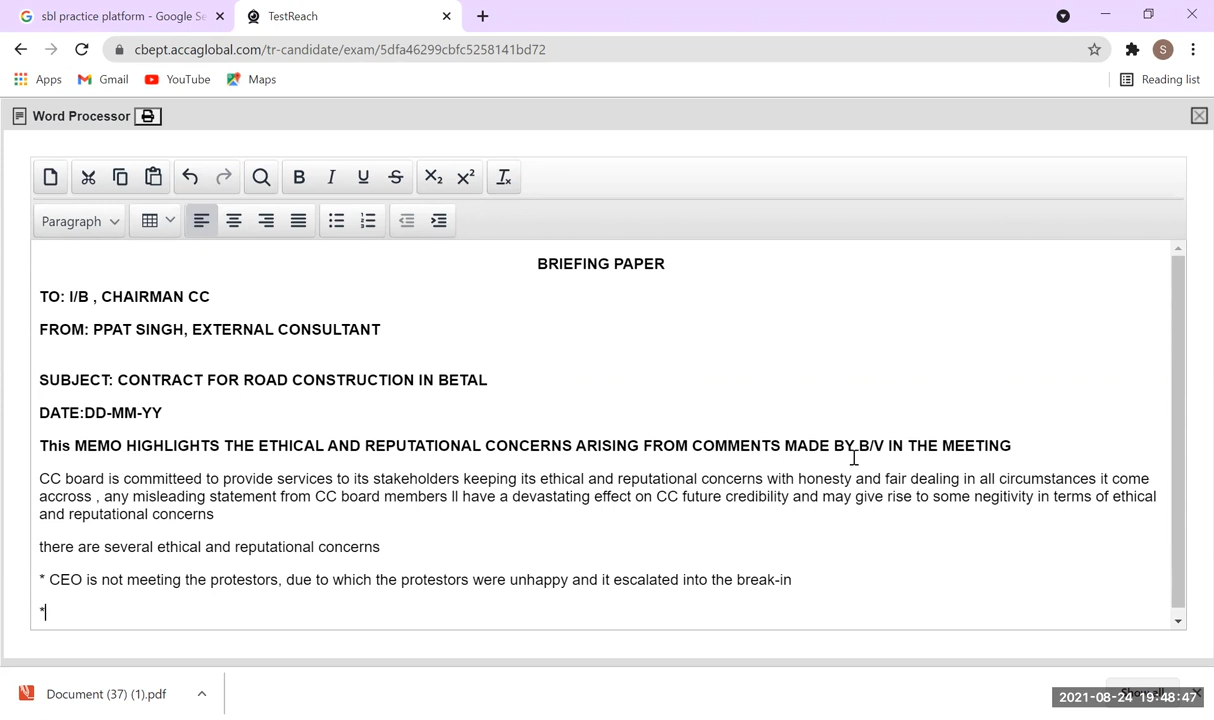 sbl practice platform - Google Se
TestReach
cbept.accaglobal.com/tr-candidate/exam/5dfa46299cbfc5258141bd72
S
Apps
Gmail
YouTube
Maps
Reading list
Word Processor
Paragraph
BRIEFING PAPER
TO: I/B , CHAIRMAN CC
FROM: PPAT SINGH, EXTERNAL CONSULTANT
SUBJECT: CONTRACT FOR ROAD CONSTRUCTION IN BETAL
DATE:DD-MM-YY
This MEMO HIGHLIGHTS THE ETHICAL AND REPUTATIONAL CONCERNS ARISING FROM COMMENTS MADE BY B/V IN THE MEETING
CC board is committeed to provide services to its stakeholders keeping its ethical and reputational concerns with honesty and fair dealing in all circumstances it come
accross , any misleading statement from CC board members ll have a devastating effect on CC future credibility and may give rise to some negitivity in terms of ethical
and reputational concerns
there are several ethical and reputational concerns
* CEO is not meeting the protestors, due to which the protestors were unhappy and it escalated into the break-in
*
Document (37) (1).pdf
2021-08-24 19:48:47